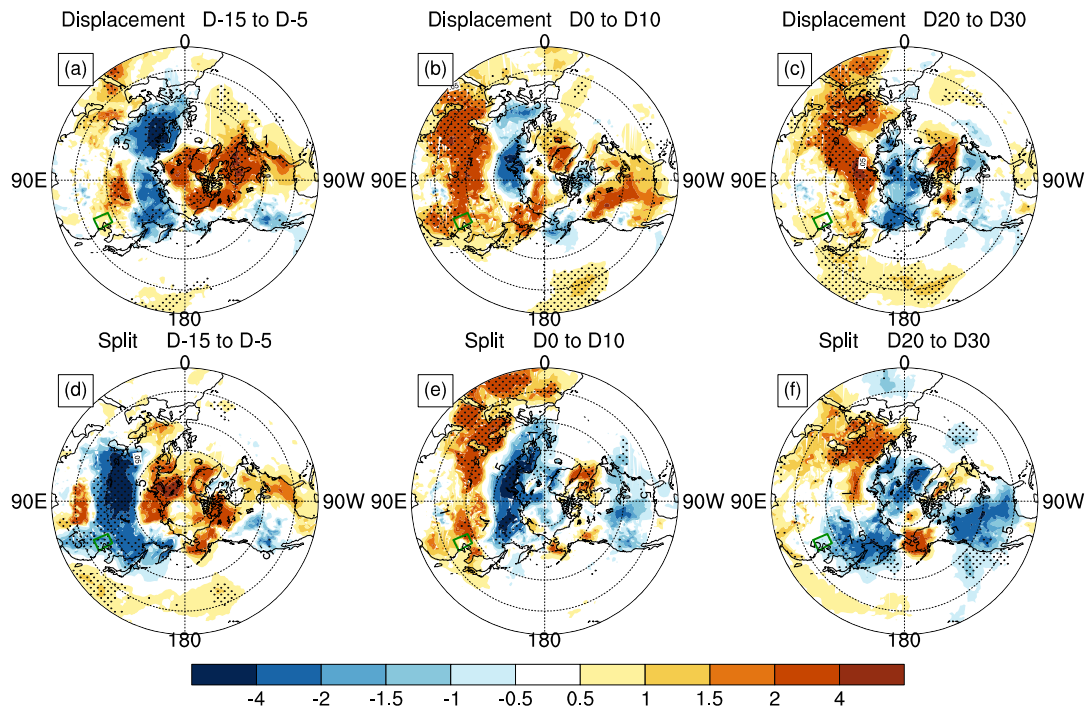 Displacement D-15 to D-5
Displacement D0 to D10
Displacement D20 to D30
0
0
0
(a)
(b)
(c)
90E
90W
90E
90W
90E
90W
180
180
180
Split D-15 to D-5
Split D0 to D10
Split D20 to D30
0
0
0
(d)
(e)
(f)
90E
90W
90E
90W
90E
90W
180
180
180
-4 -2 -1.5 -1 -0.5 0.5 1 1.5 2 4